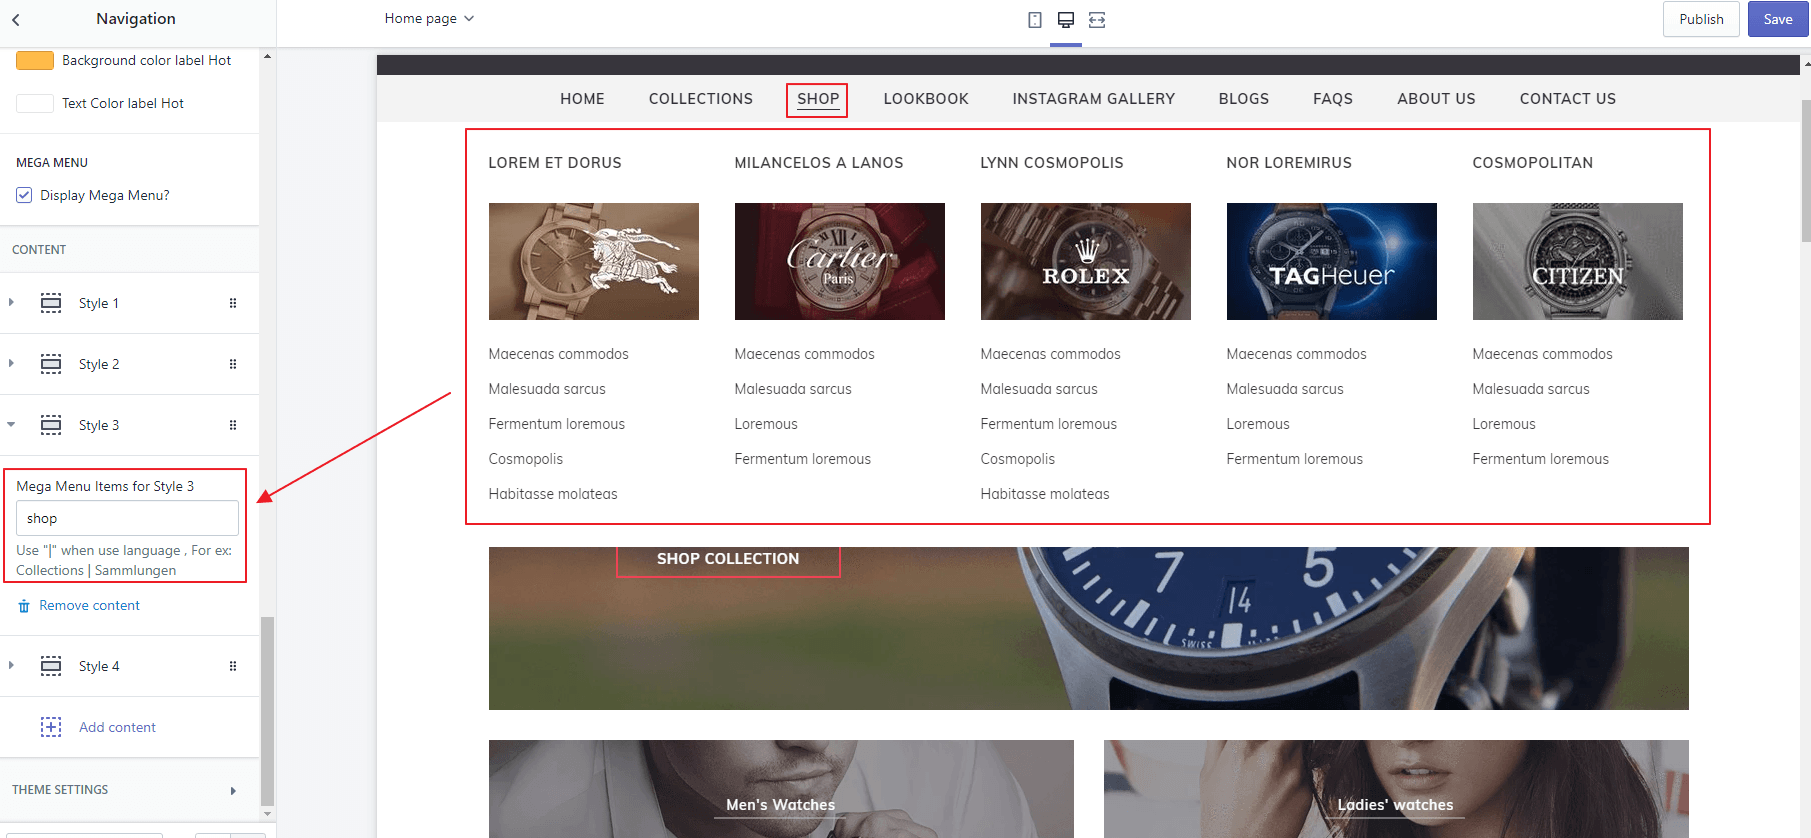 Navigation
Home page
Publish
Save
Background color label Hot
Text Color label Hot
MEGA MENU
Display Mega Menu?
CONTENT
Style 1
Style 2
Style 3
Mega Menu Items for Style 3
shop
Use "|" when use language , For ex:
Collections | Sammlungen
Remove content
Style 4
Add content
THEME SETTINGS
HOME COLLECTIONS SHOP LOOKBOOK INSTAGRAM GALLERY BLOGS FAQS ABOUT US CONTACT US
LOREM ET DORUS
Maecenas commodos
Malesuada sarcus
Fermentum loremous
Cosmopolis
Habitasse molateas
MILANCELOS A LANOS
Cartier
Paris
Maecenas commodos
Malesuada sarcus
Loremous
Fermentum loremous
LYNN COSMOPOLIS
ROLEX
Maecenas commodos
Malesuada sarcus
Fermentum loremous
Cosmopolis
Habitasse molateas
NOR LOREMIRUS
TAGHeuer
Maecenas commodos
Malesuada sarcus
Loremous
Fermentum loremous
COSMOPOLITAN
CITIZEN
Maecenas commodos
Malesuada sarcus
Loremous
Fermentum loremous
SHOP COLLECTION
7
5
14
SWISS
Men's Watches
Ladies' watches